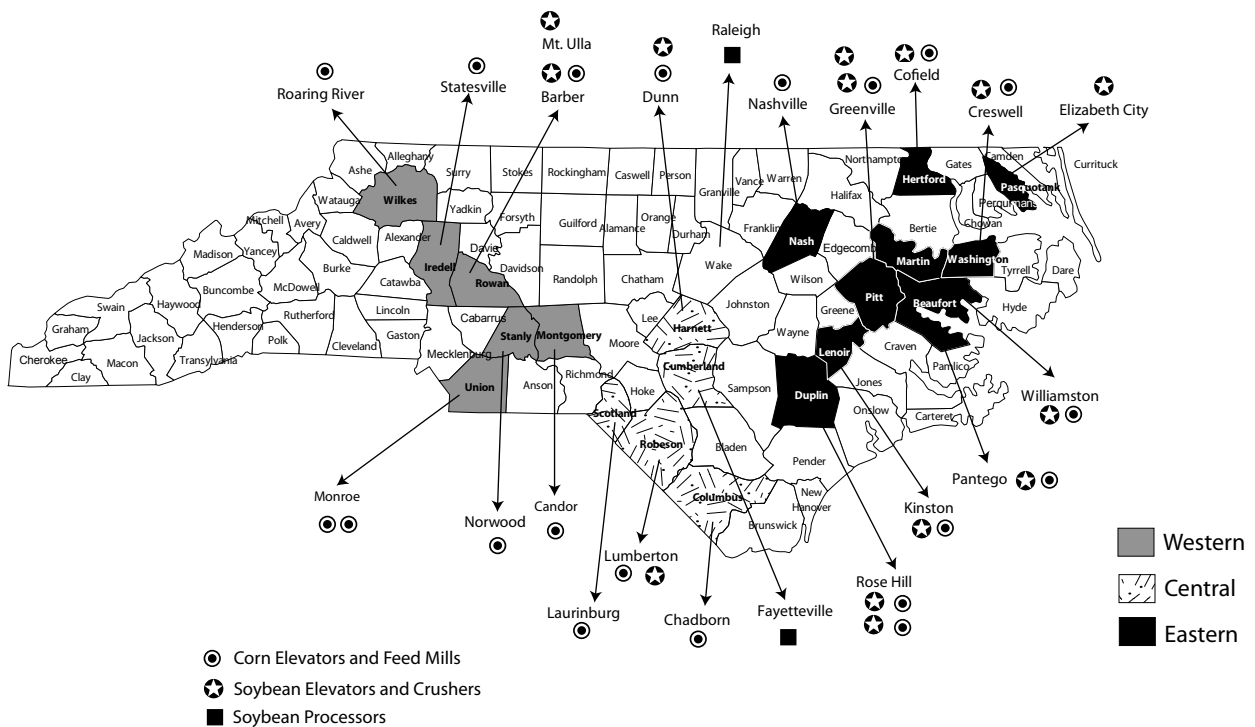 Mt. Ulla
Raleigh
Roaring River
Statesville
Barber
Dunn
Nashville
Greenville
Cofield
Creswell
Elizabeth City
Ashe
Alleghany
Surry
Stokes
Rockingham
Caswell
Person
Granville
Vance
Warren
Northampton
Hertford
Gates
Camden
Currituck
Pasquotank
Perquimans
Chowan
Watauga
Wilkes
Yadkin
Forsyth
Guilford
Alamance
Orange
Durham
Franklin
Nash
Halifax
Bertie
Mitchell
Avery
Caldwell
Alexander
Davie
Iredell
Rowan
Davidson
Randolph
Chatham
Wake
Edgecomb
Martin
Washington
Tyrrell
Dare
Madison
Yancey
Burke
Catawba
McDowell
Buncombe
Haywood
Swain
Graham
Cherokee
Clay
Macon
Jackson
Transylvania
Henderson
Rutherford
Polk
Cleveland
Lincoln
Gaston
Mecklenburg
Cabarrus
Stanly
Montgomery
Moore
Lee
Harnett
Johnston
Wilson
Greene
Pitt
Beaufort
Hyde
Wayne
Lenoir
Craven
Pamlico
Union
Anson
Richmond
Hoke
Cumberland
Sampson
Duplin
Jones
Onslow
Carteret
Scotland
Robeson
Bladen
Pender
Columbus
New
Hanover
Brunswick
Williamston
Pantego
Kinston
Monroe
Norwood
Candor
Lumberton
Laurinburg
Chadborn
Fayetteville
Rose Hill
Western
Central
Eastern
Corn Elevators and Feed Mills
Soybean Elevators and Crushers
Soybean Processors